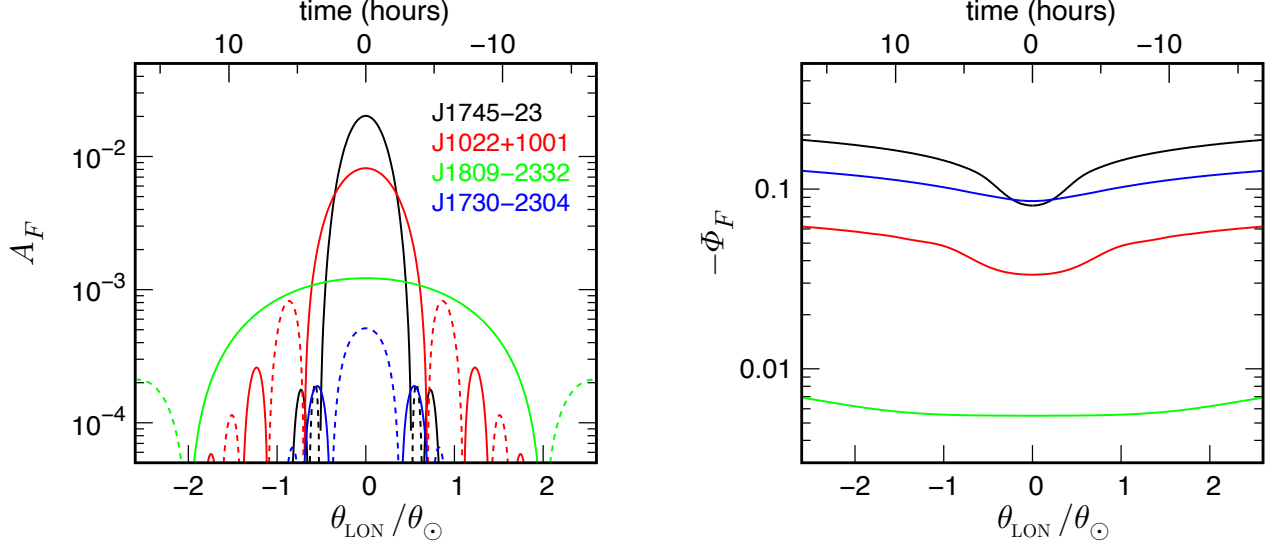 time (hours)
10 0 −10
A_F
10⁻²
10⁻³
10⁻⁴
J1745−23
J1022+1001
J1809−2332
J1730−2304
−2 −1 0 1 2
θ_LON/θ_⊙
time (hours)
10 0 −10
−Φ_F
0.1
0.01
−2 −1 0 1 2
θ_LON/θ_⊙